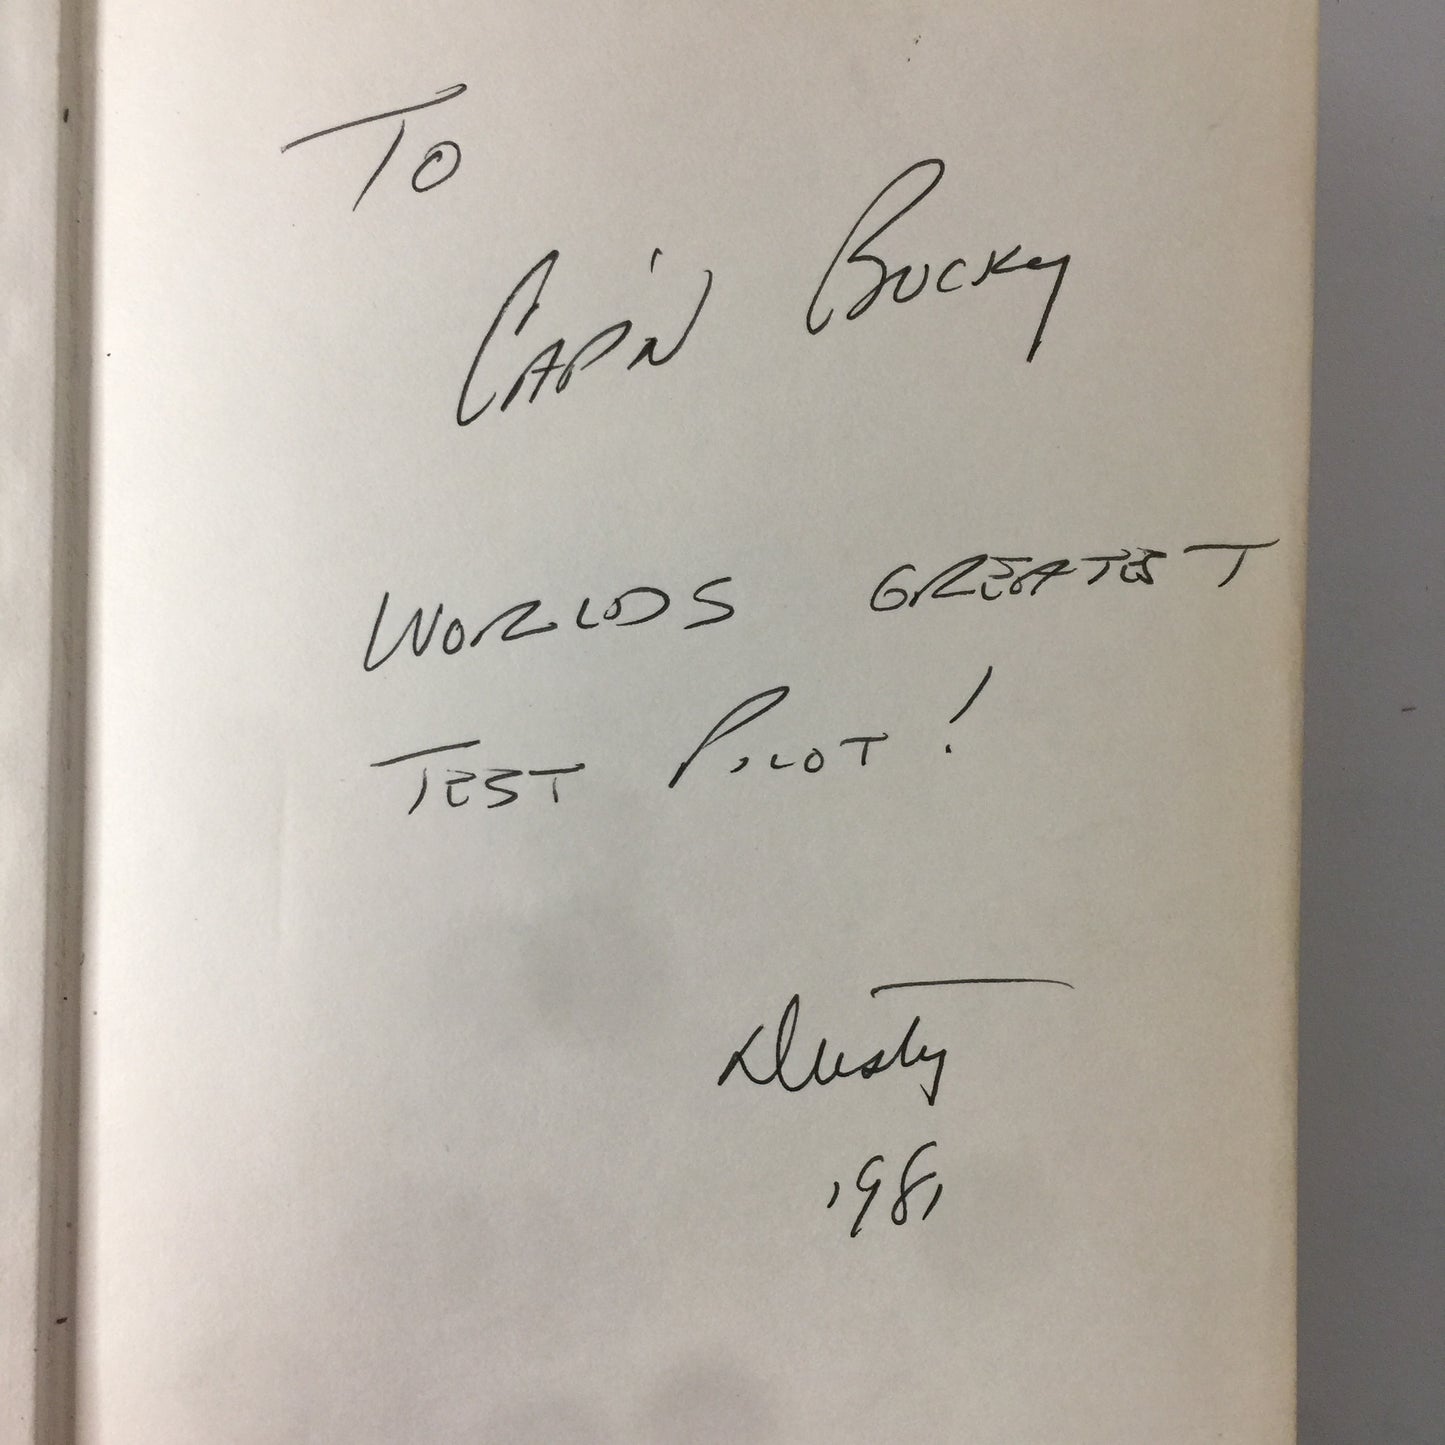 To
CAP'N BUCKY
WORLDS GREATEST
TEST PILOT!
Dusty
1981